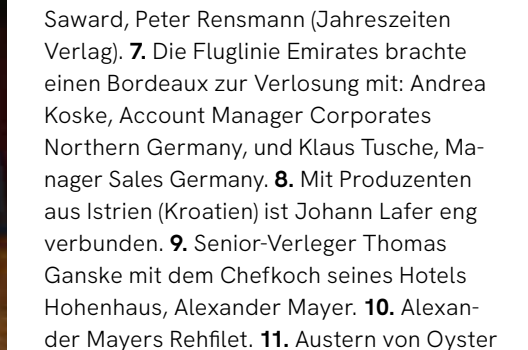 Saward, Peter Rensmann (Jahreszeiten
Verlag). 7. Die Fluglinie Emirates brachte
einen Bordeaux zur Verlosung mit: Andrea
Koske, Account Manager Corporates
Northern Germany, und Klaus Tusche, Ma-
nager Sales Germany. 8. Mit Produzenten
aus Istrien (Kroatien) ist Johann Lafer eng
verbunden. 9. Senior-Verleger Thomas
Ganske mit dem Chefkoch seines Hotels
Hohenhaus, Alexander Mayer. 10. Alexan-
der Mayers Rehfilet. 11. Austern von Oyster